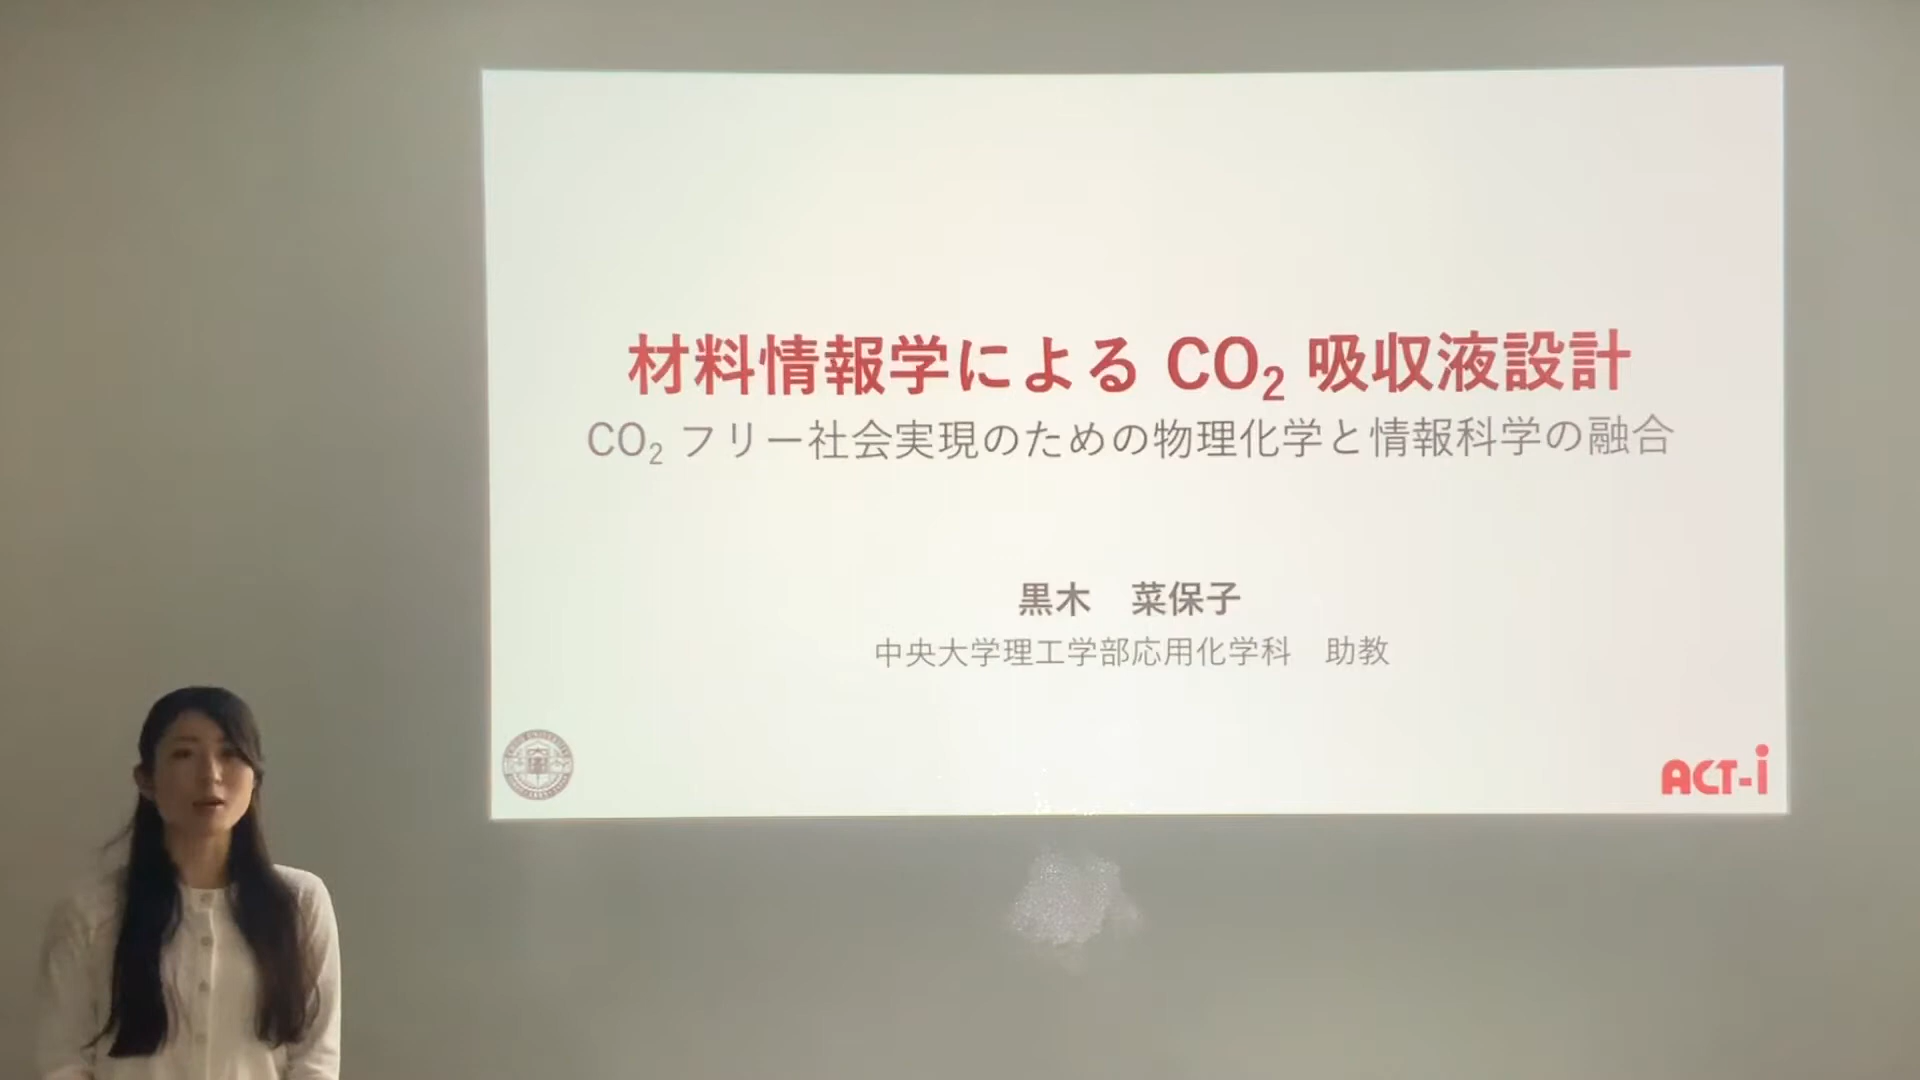 材料情報学による CO₂ 吸収液設計
CO₂ フリー社会実現のための物理化学と情報科学の融合
黒木　菜保子
中央大学理工学部応用化学科　助教
ACT-i